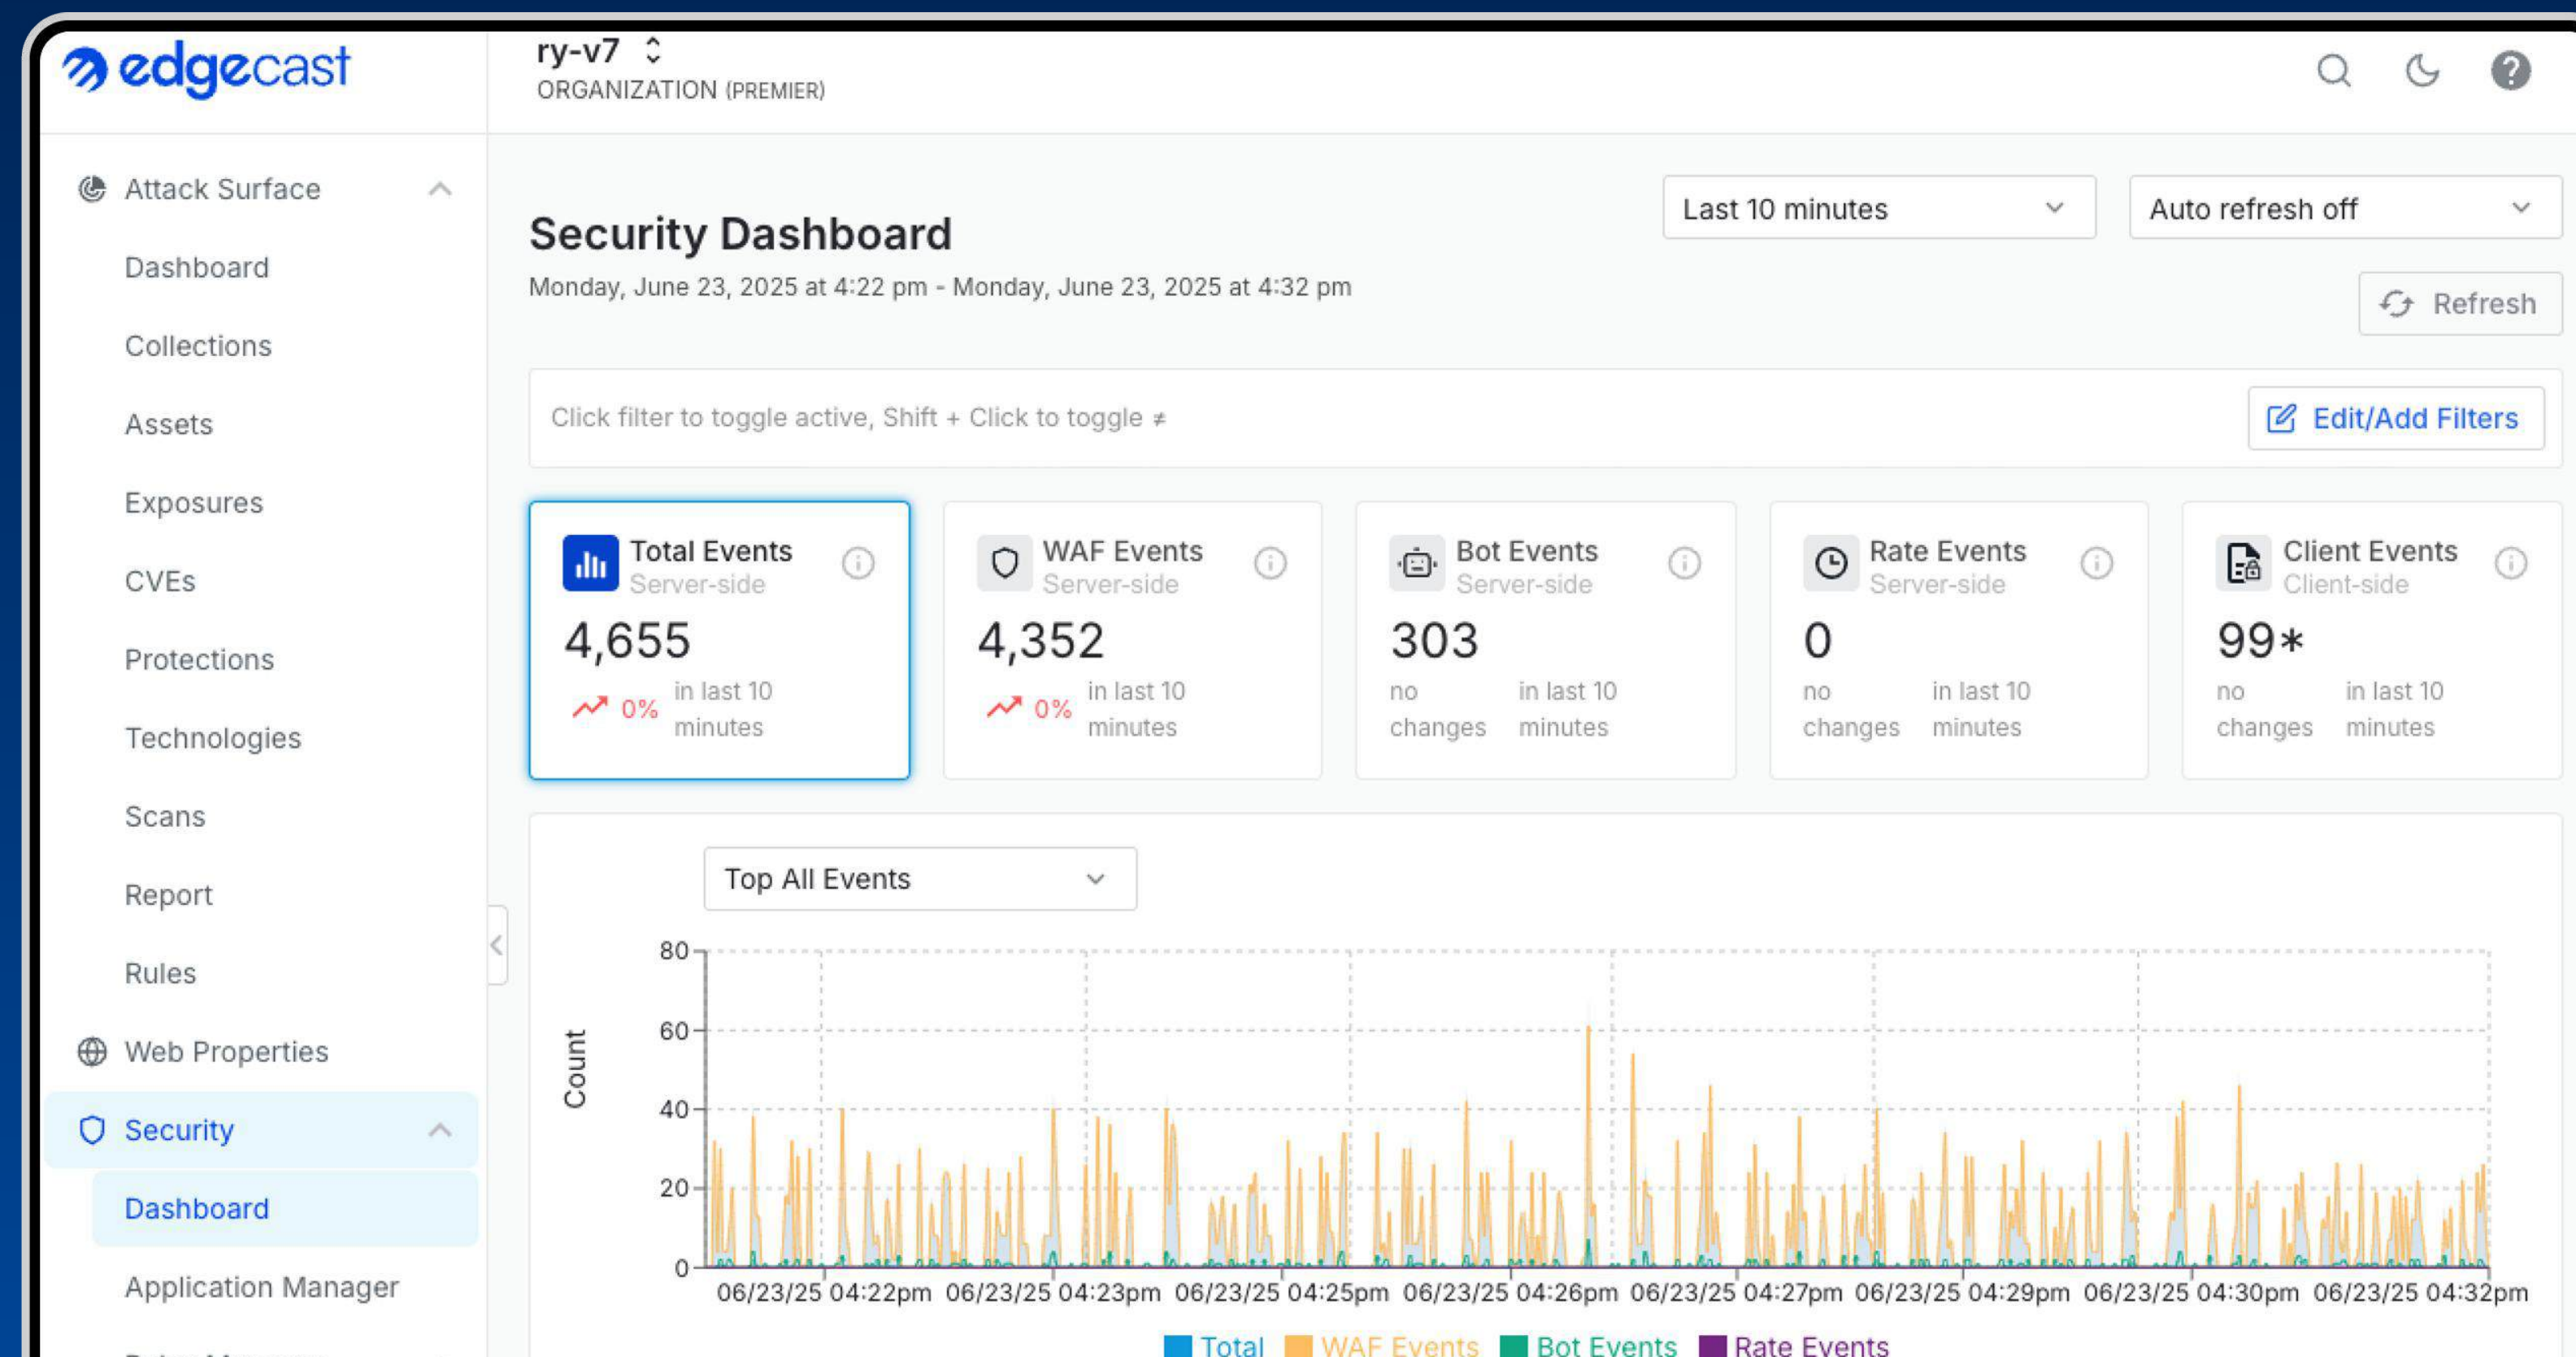 edgecast
ry-v7
ORGANIZATION (PREMIER)
Attack Surface
Dashboard
Collections
Assets
Exposures
CVEs
Protections
Technologies
Scans
Report
Rules
Web Properties
Security
Dashboard
Application Manager
Security Dashboard
Monday, June 23, 2025 at 4:22 pm - Monday, June 23, 2025 at 4:32 pm
Last 10 minutes
Auto refresh off
Refresh
Click filter to toggle active, Shift + Click to toggle ≠
Edit/Add Filters
Total Events
Server-side
4,655
0%
in last 10
minutes
WAF Events
Server-side
4,352
0%
in last 10
minutes
Bot Events
Server-side
303
no
changes
in last 10
minutes
Rate Events
Server-side
0
no
changes
in last 10
minutes
Client Events
Client-side
99*
no
changes
in last 10
minutes
Top All Events
Count
80
60
40
20
0
06/23/25 04:22pm 06/23/25 04:23pm 06/23/25 04:25pm 06/23/25 04:26pm 06/23/25 04:27pm 06/23/25 04:29pm 06/23/25 04:30pm 06/23/25 04:32pm
Total WAF Events Bot Events Rate Events